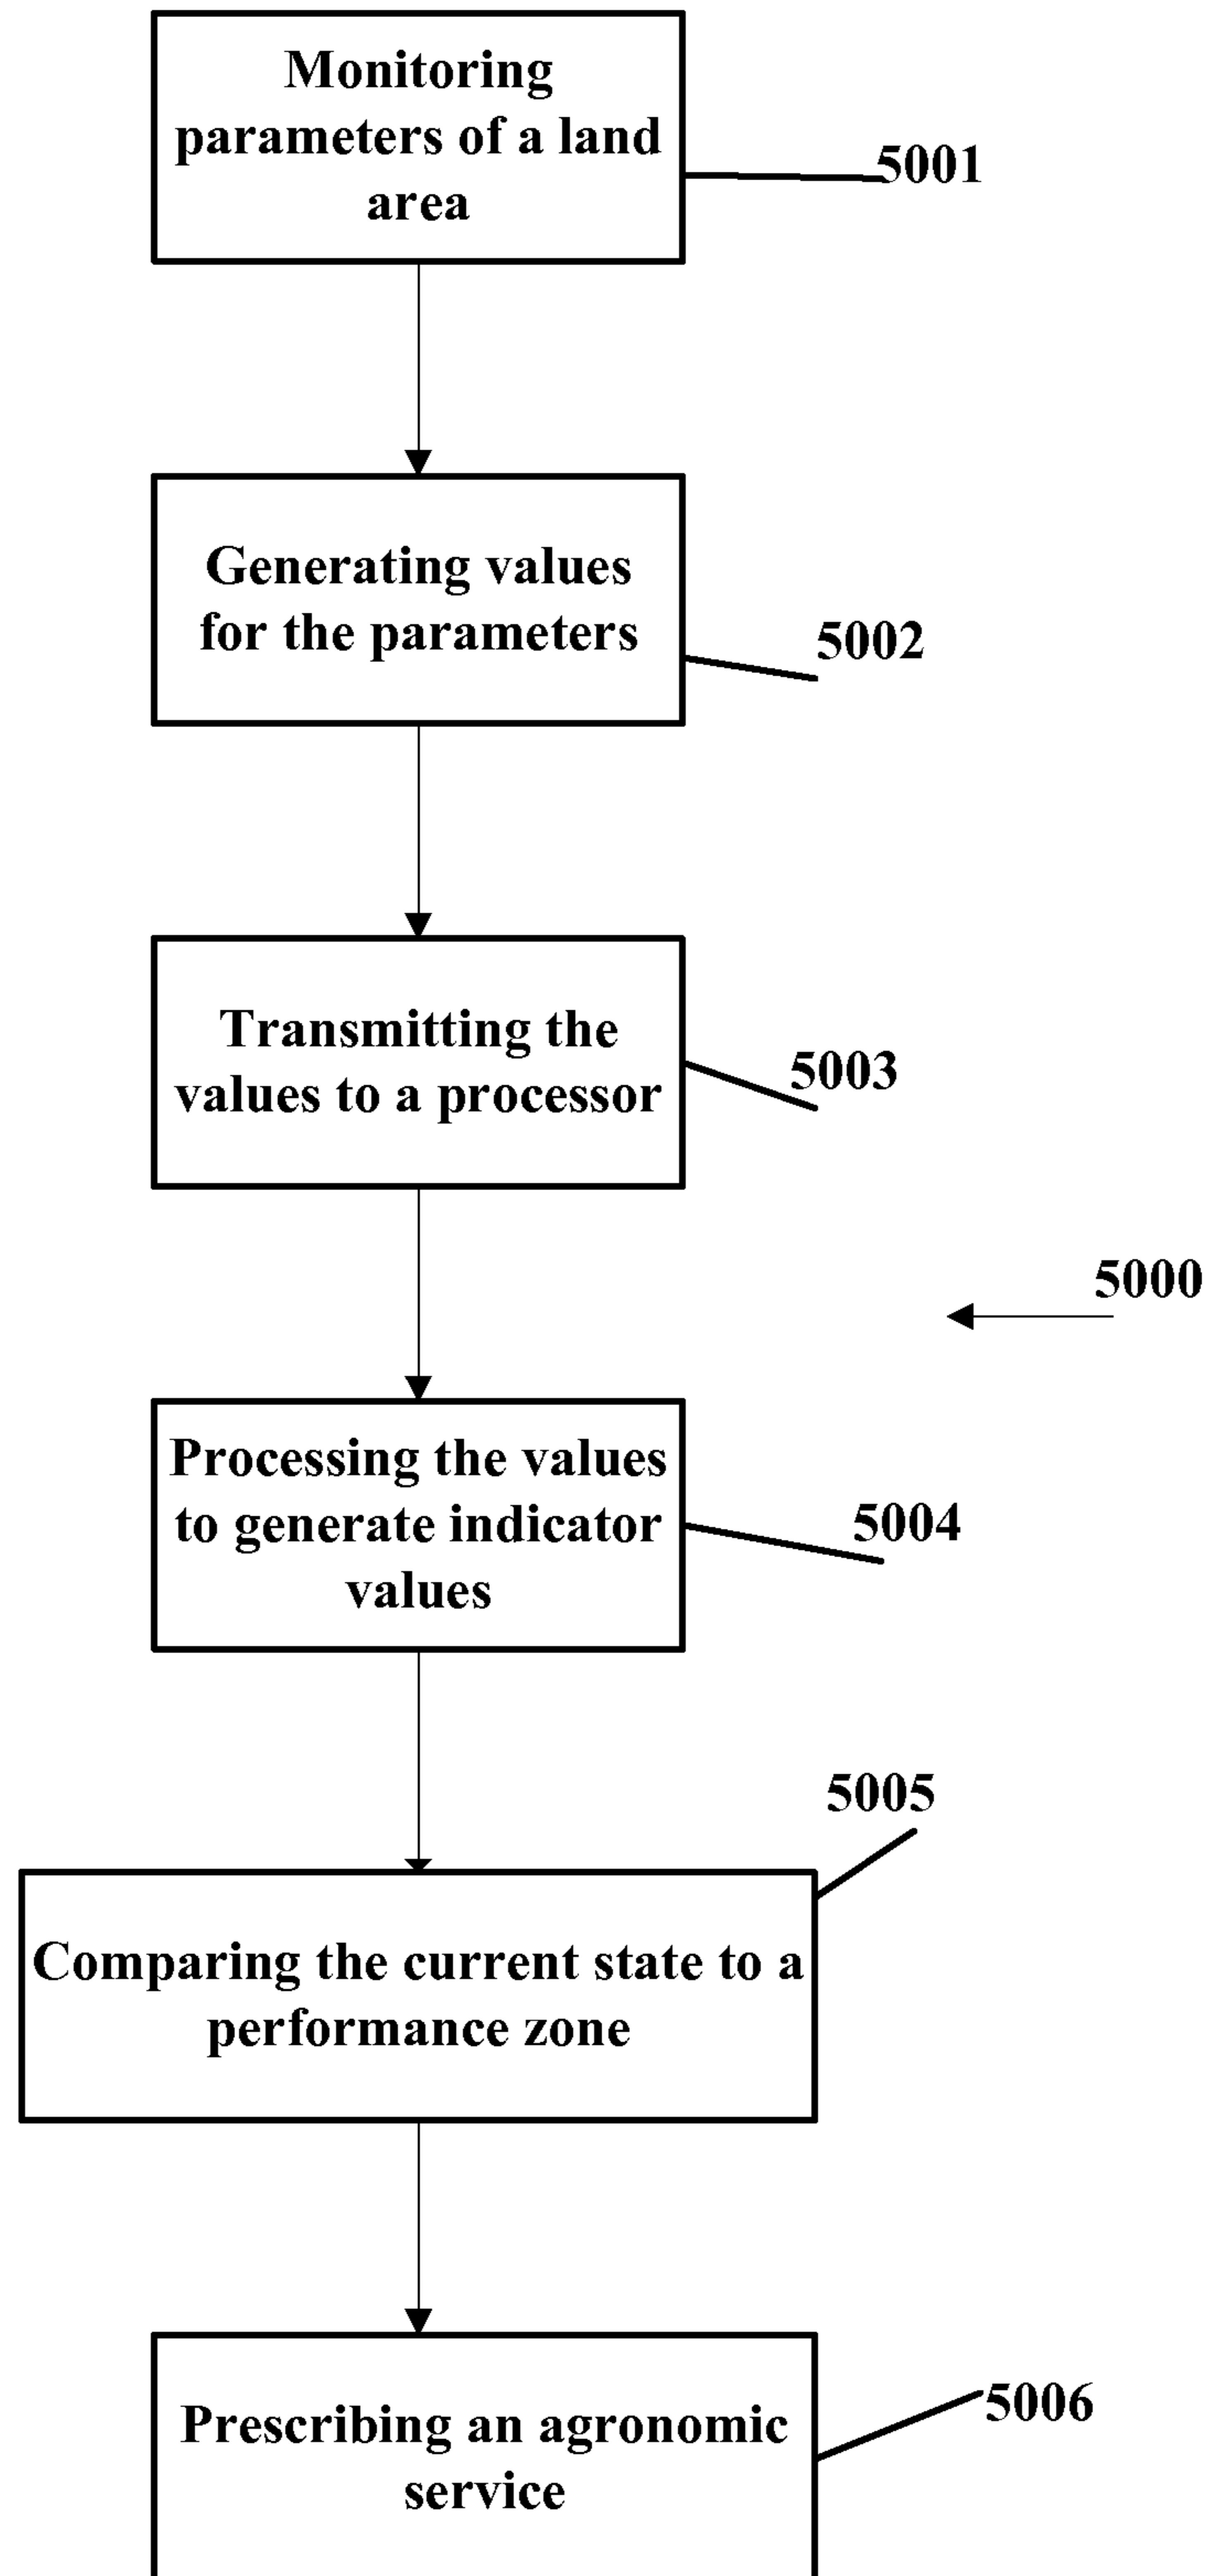 Monitoring
parameters of a land
area
5001
Generating values
for the parameters
5002
Transmitting the
values to a processor
5003
5000
Processing the values
to generate indicator
values
5004
5005
Comparing the current state to a
performance zone
Prescribing an agronomic
service
5006